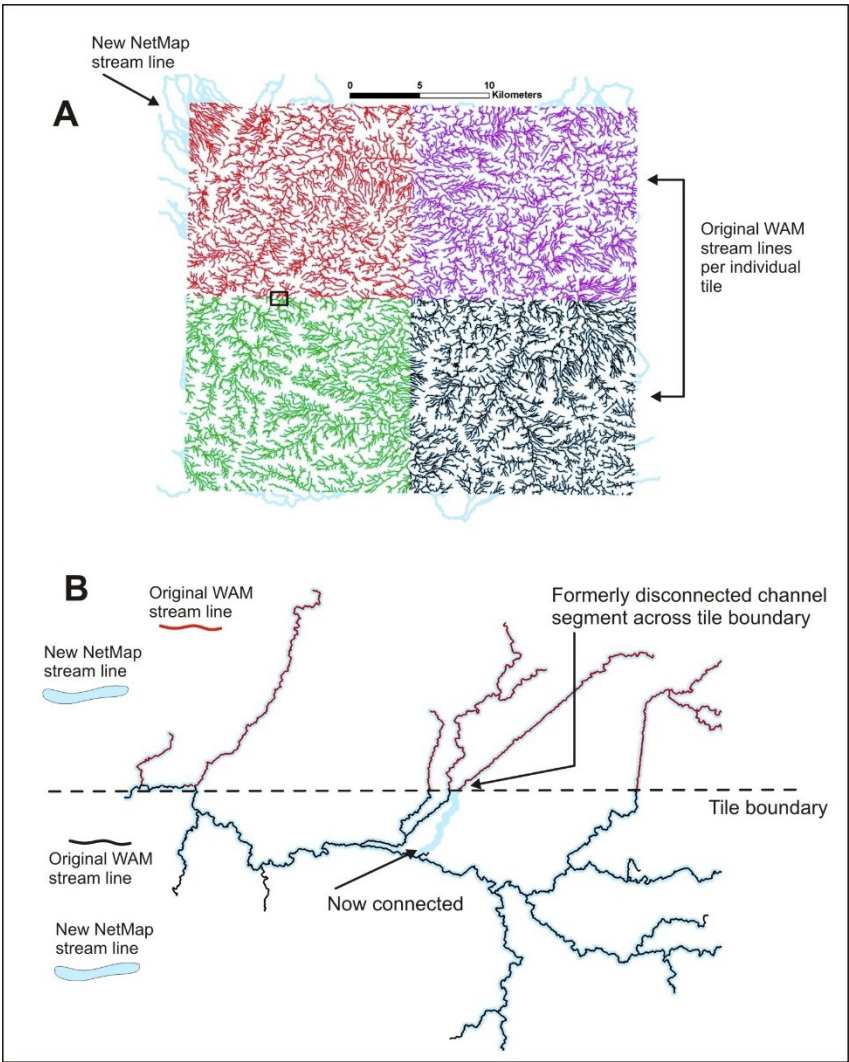 New NetMap
stream line
A
0 5 10
Kilometers
Original WAM
stream lines
per individual
tile
B
Original WAM
stream line
New NetMap
stream line
Formerly disconnected channel
segment across tile boundary
Tile boundary
Original WAM
stream line
Now connected
New NetMap
stream line